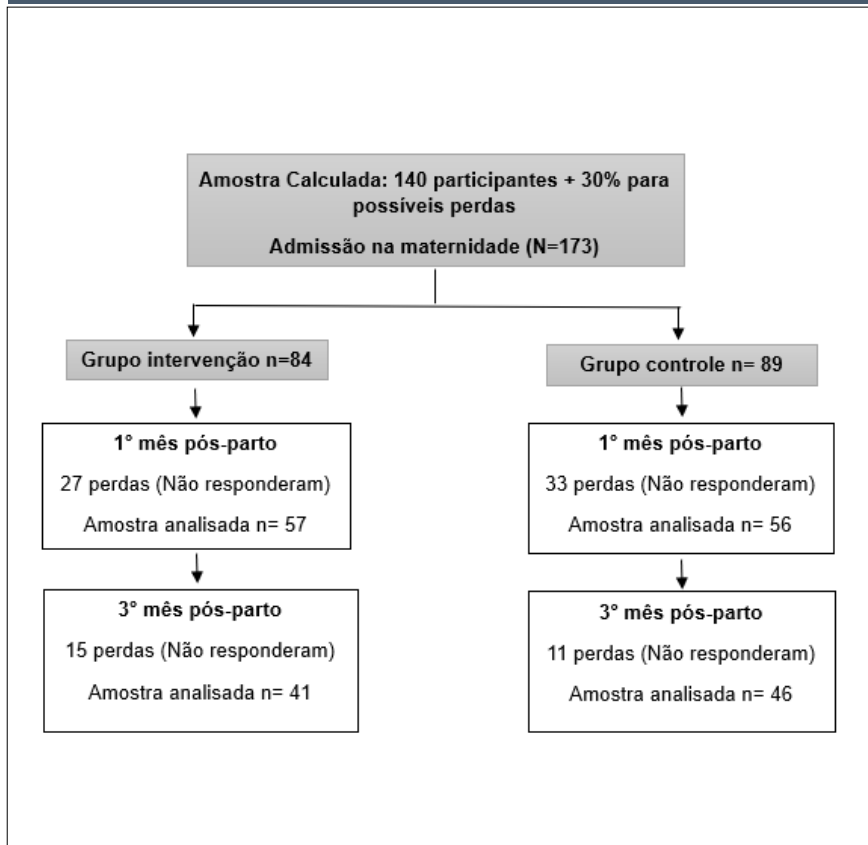 Amostra Calculada: 140 participantes + 30% para
possíveis perdas
Admissão na maternidade (N=173)
Grupo intervenção n=84
Grupo controle n= 89
1° mês pós-parto
27 perdas (Não responderam)
Amostra analisada n= 57
1° mês pós-parto
33 perdas (Não responderam)
Amostra analisada n= 56
3° mês pós-parto
15 perdas (Não responderam)
Amostra analisada n= 41
3° mês pós-parto
11 perdas (Não responderam)
Amostra analisada n= 46